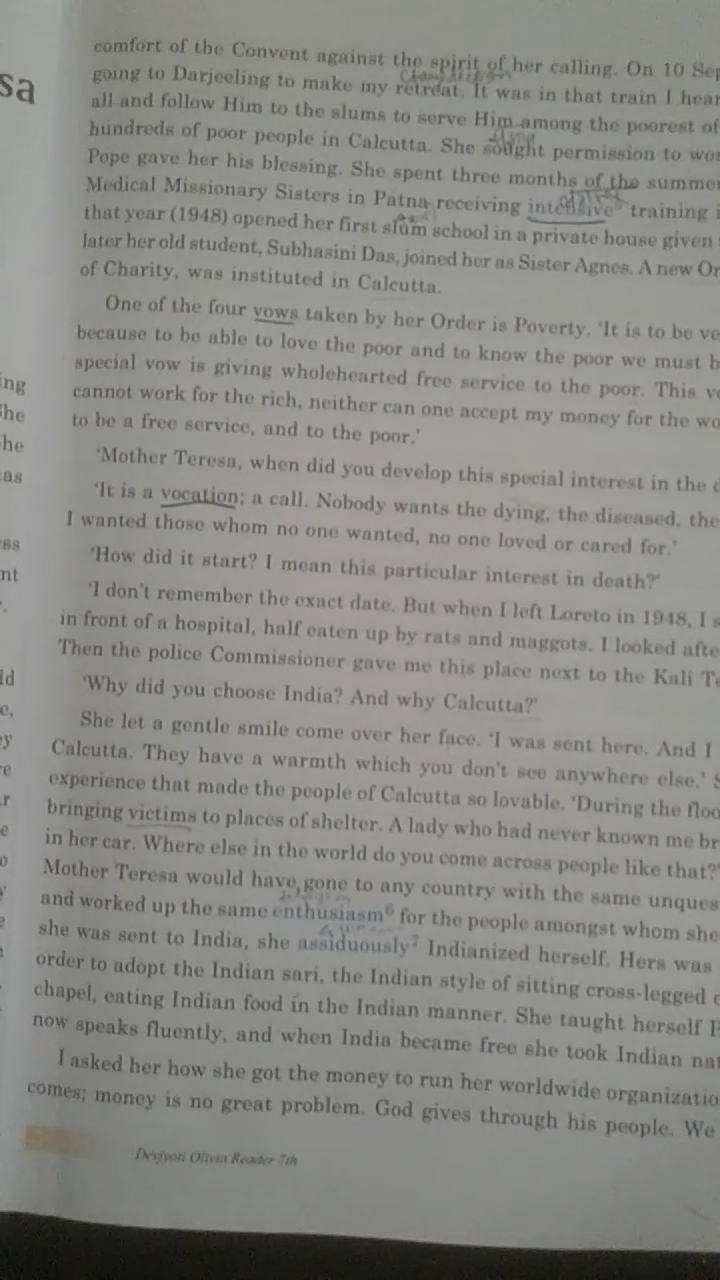 sa
comfort of the Convent against the spirit of her calling. On 10 Sep
going to Darjeeling to make my retreat. It was in that train I hear
all and follow Him to the slums to serve Him among the poorest of
hundreds of poor people in Calcutta. She sought permission to wor
Pope gave her his blessing. She spent three months of the summer
Medical Missionary Sisters in Patna receiving intensive⁵ training i
that year (1948) opened her first slum school in a private house given
later her old student, Subhasini Das, joined her as Sister Agnes. A new Or
of Charity, was instituted in Calcutta.
One of the four vows taken by her Order is Poverty. 'It is to be ve
because to be able to love the poor and to know the poor we must b
special vow is giving wholehearted free service to the poor. This v
cannot work for the rich, neither can one accept my money for the wo
to be a free service, and to the poor.'
'Mother Teresa, when did you develop this special interest in the d
'It is a vocation; a call. Nobody wants the dying, the diseased, the
I wanted those whom no one wanted, no one loved or cared for.'
'How did it start? I mean this particular interest in death?'
'I don't remember the exact date. But when I left Loreto in 1948, I s
in front of a hospital, half eaten up by rats and maggots. I looked afte
Then the police Commissioner gave me this place next to the Kali Te
'Why did you choose India? And why Calcutta?'
She let a gentle smile come over her face. 'I was sent here. And I
Calcutta. They have a warmth which you don't see anywhere else.' S
experience that made the people of Calcutta so lovable. 'During the floo
bringing victims to places of shelter. A lady who had never known me br
in her car. Where else in the world do you come across people like that?'
Mother Teresa would have gone to any country with the same unques
and worked up the same enthusiasm⁶ for the people amongst whom she
she was sent to India, she assiduously⁷ Indianized herself. Hers was
order to adopt the Indian sari, the Indian style of sitting cross-legged
chapel, eating Indian food in the Indian manner. She taught herself
now speaks fluently, and when India became free she took Indian nat
I asked her how she got the money to run her worldwide organizatio
comes; money is no great problem. God gives through his people. We
Devjyoti Olivia Reader 7th
ing
he
he
as
ss
nt
ld
e,
y
e
r
e